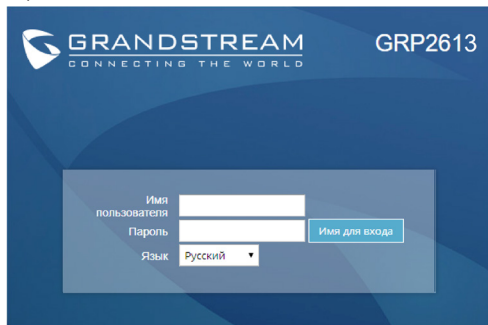 GRANDSTREAM GRP2613
CONNECTING THE WORLD
Имя
пользователя
Пароль Имя для входа
Язык Русский